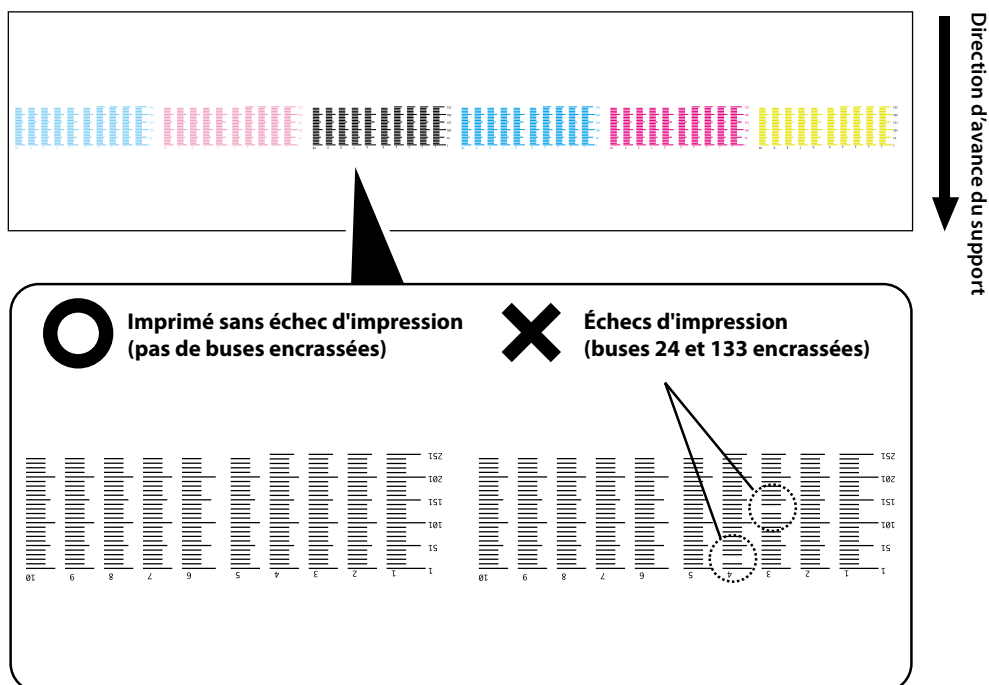 Direction d'avance du support
Imprimé sans échec d'impression
(pas de buses encrassées)
Échecs d'impression
(buses 24 et 133 encrassées)
251
201
151
101
51
1
10 9 8 7 6 5 4 3 2 1
251
201
151
101
51
1
10 9 8 7 6 5 4 3 2 1